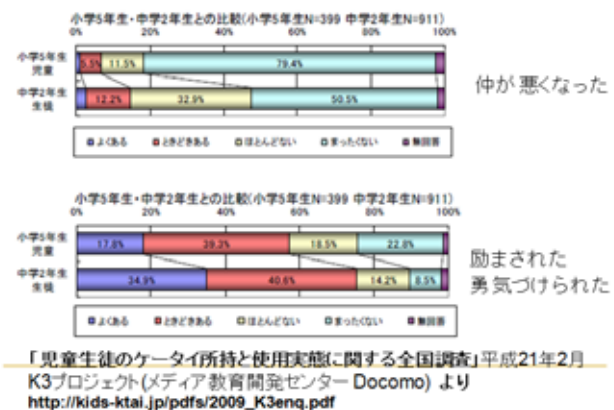 小学5年生・中学2年生との比較(小学5年生N=399 中学2年生N=911)
0% 20% 40% 60% 80% 100%
小学5年生
児童
5.5% 11.5% 79.4%
中学2年生
生徒
12.2% 32.9% 50.5%
仲が悪くなった
よくある ときどきある ほとんどない まったくない 無回答
小学5年生・中学2年生との比較(小学5年生N=399 中学2年生N=911)
0% 20% 40% 60% 80% 100%
小学5年生
児童
17.8% 39.3% 18.5% 22.8%
中学2年生
生徒
34.9% 40.6% 14.2% 8.5%
励まされた
勇気づけられた
よくある ときどきある ほとんどない まったくない 無回答
「児童生徒のケータイ所持と使用実態に関する全国調査」平成21年2月
K3プロジェクト(メディア教育開発センター Docomo) より
http://kids-ktai.jp/pdfs/2009_K3enq.pdf